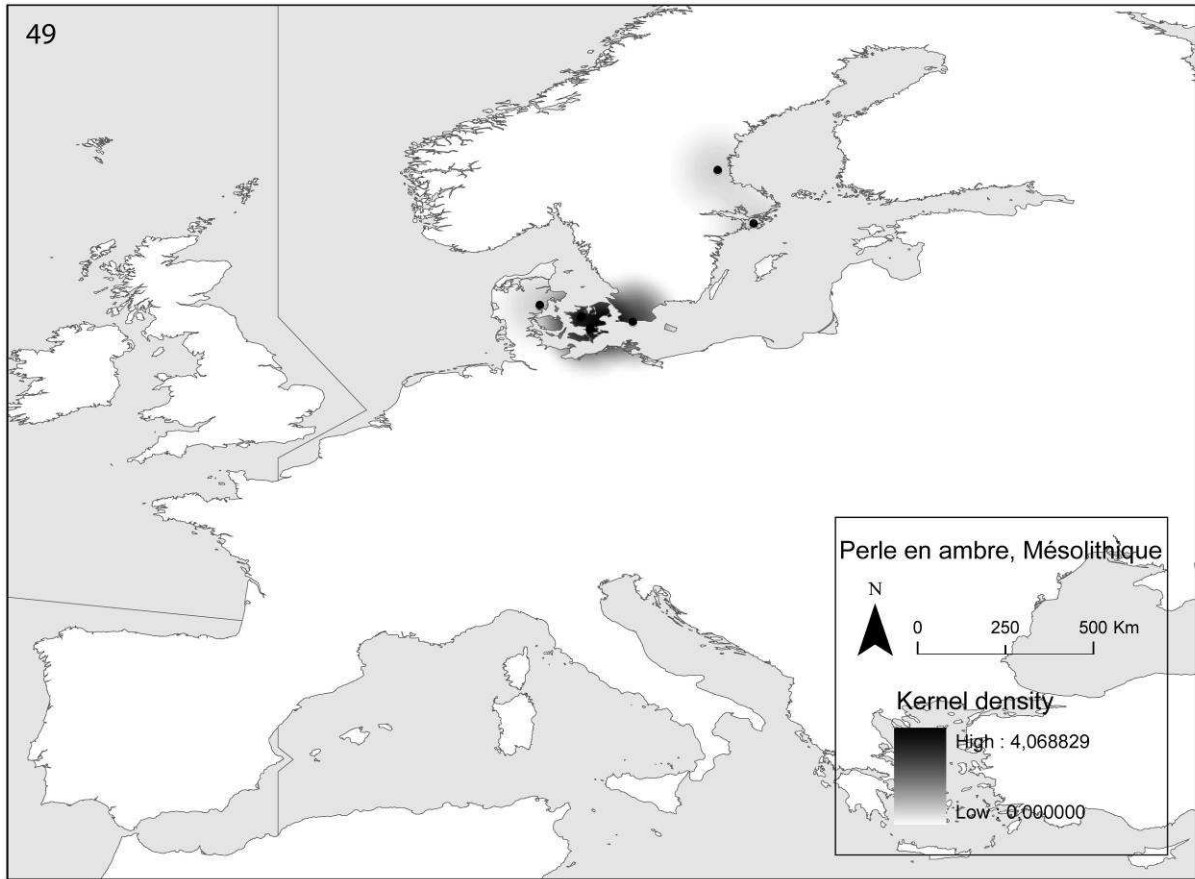 49
Perle en ambre, Mésolithique
N
0 250 500 Km
Kernel density
High : 4,068829
Low : 0,000000